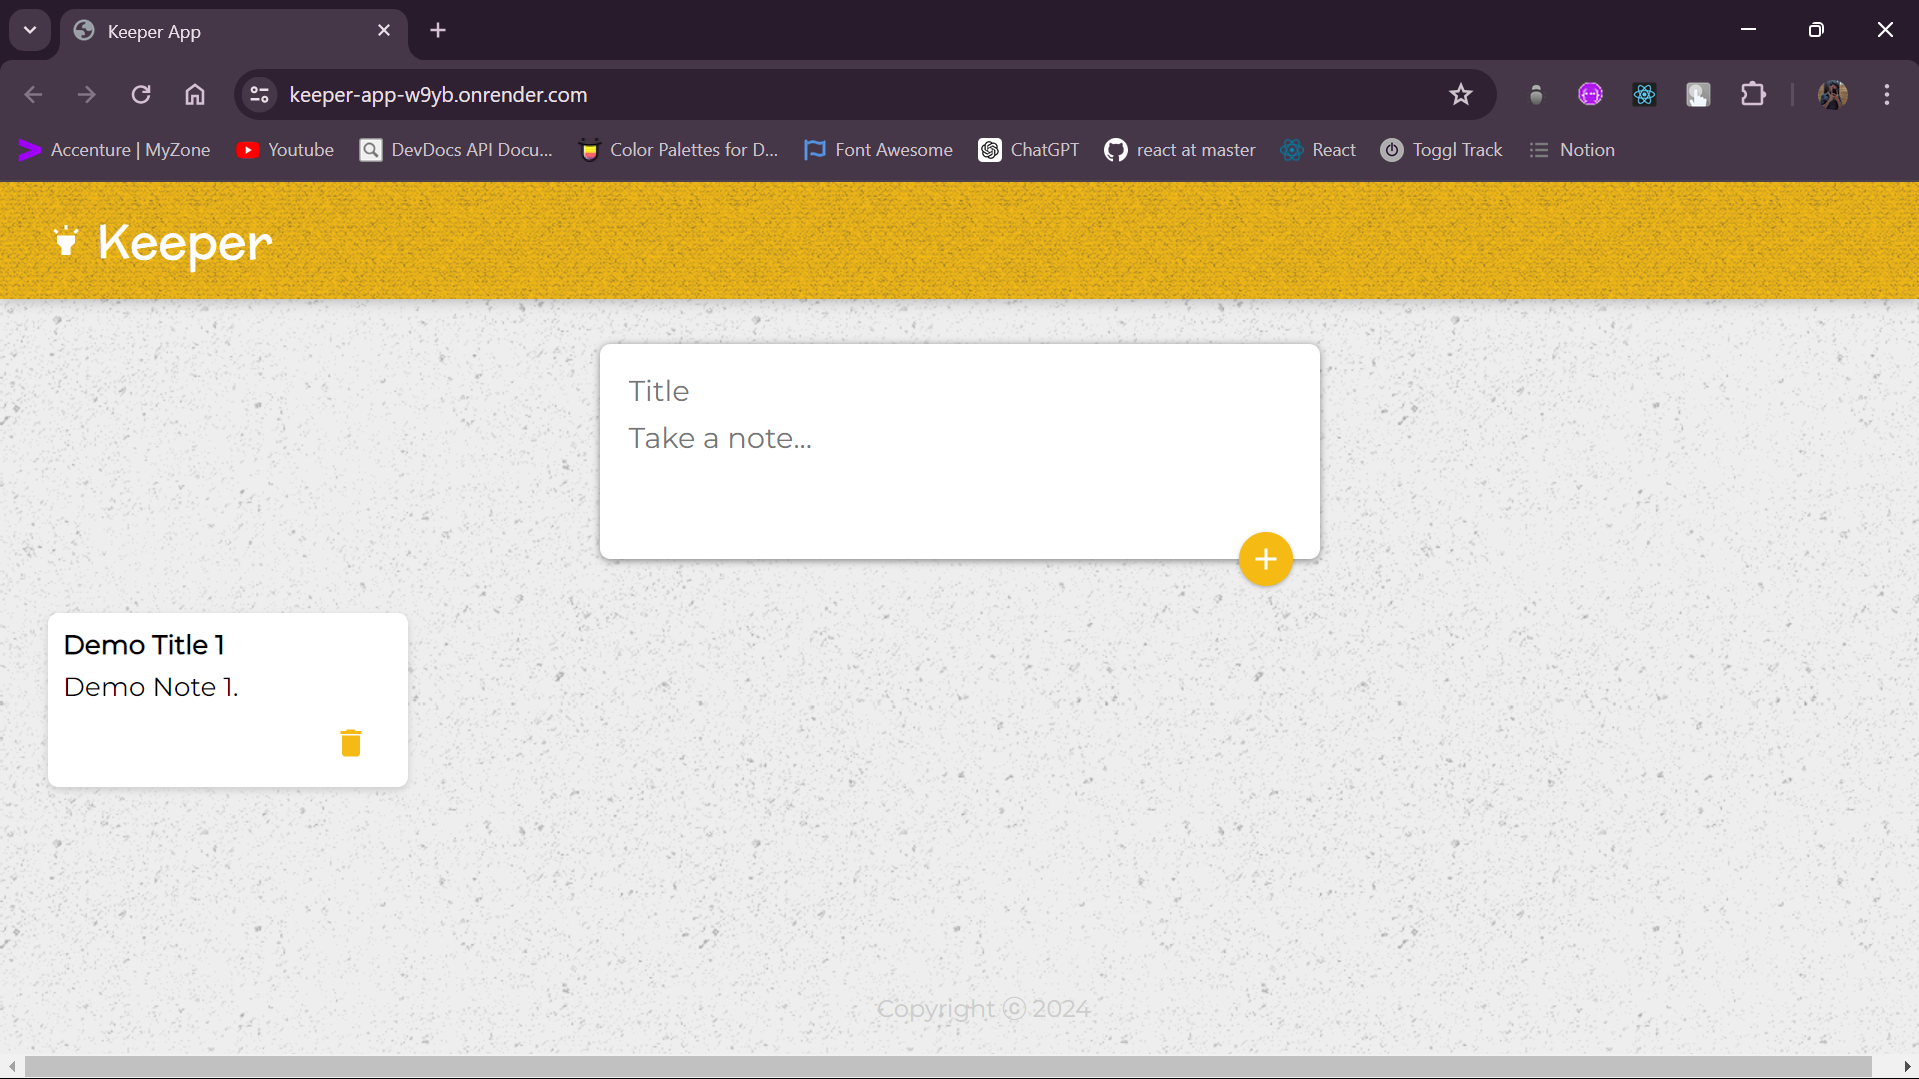 Keeper App
keeper-app-w9yb.onrender.com
Accenture | MyZone
Youtube
DevDocs API Docu...
Color Palettes for D...
Font Awesome
ChatGPT
react at master
React
Toggl Track
Notion
Keeper
Title
Take a note...
Demo Title 1
Demo Note 1.
Copyright ⓒ 2024